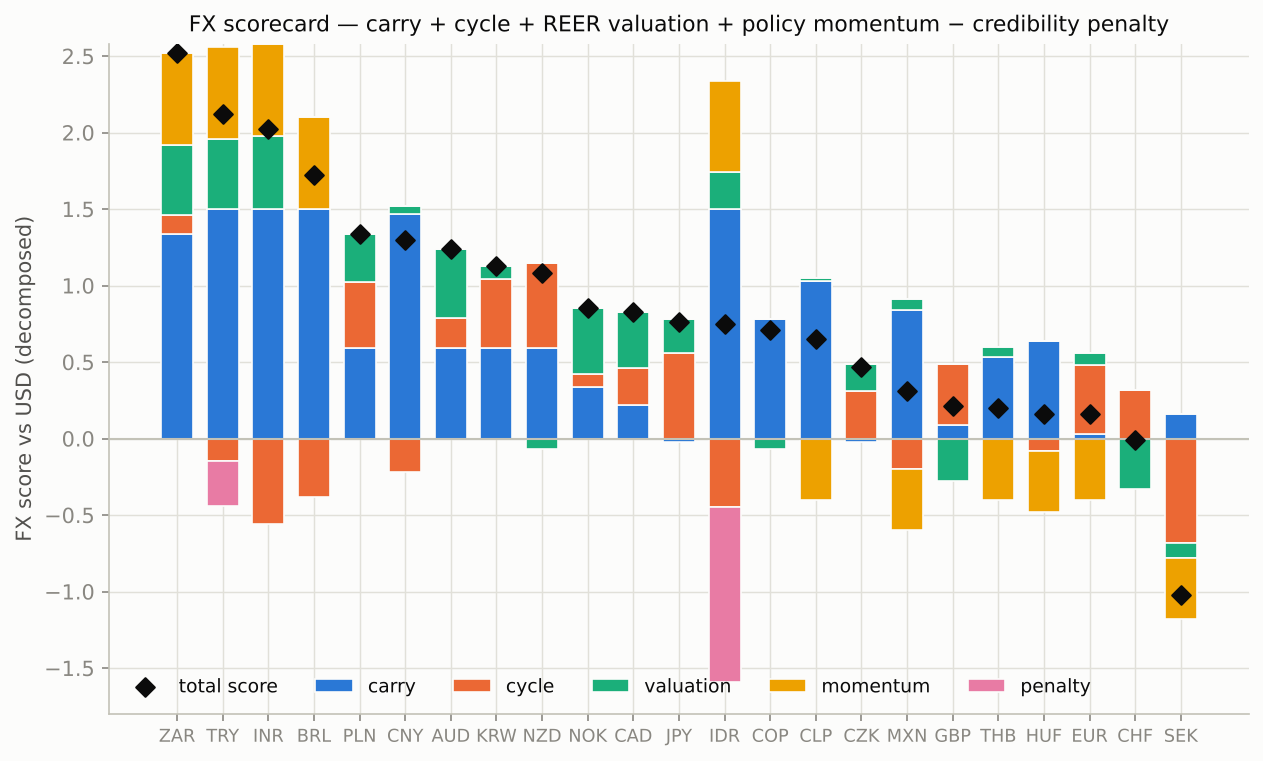 FX scorecard — carry + cycle + REER valuation + policy momentum − credibility penalty
FX score vs USD (decomposed)
2.5
2.0
1.5
1.0
0.5
0.0
−0.5
−1.0
−1.5
total score carry cycle valuation momentum penalty
ZAR TRY INR BRL PLN CNY AUD KRW NZD NOK CAD JPY IDR COP CLP CZK MXN GBP THB HUF EUR CHF SEK